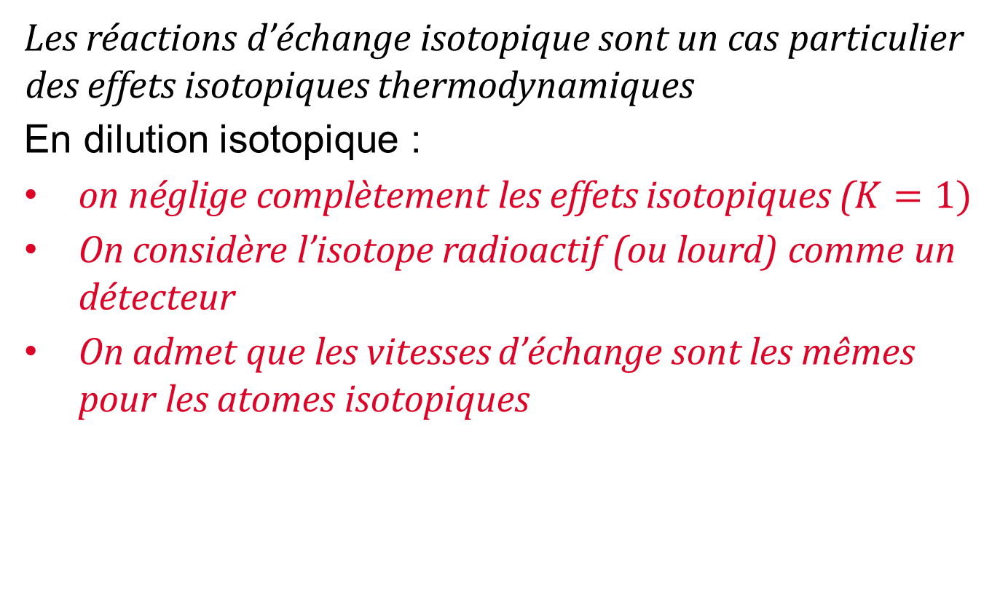 Les réactions d’échange isotopique sont un cas particulier
des effets isotopiques thermodynamiques
En dilution isotopique :
• on néglige complètement les effets isotopiques (K = 1)
• On considère l’isotope radioactif (ou lourd) comme un
détecteur
• On admet que les vitesses d’échange sont les mêmes
pour les atomes isotopiques